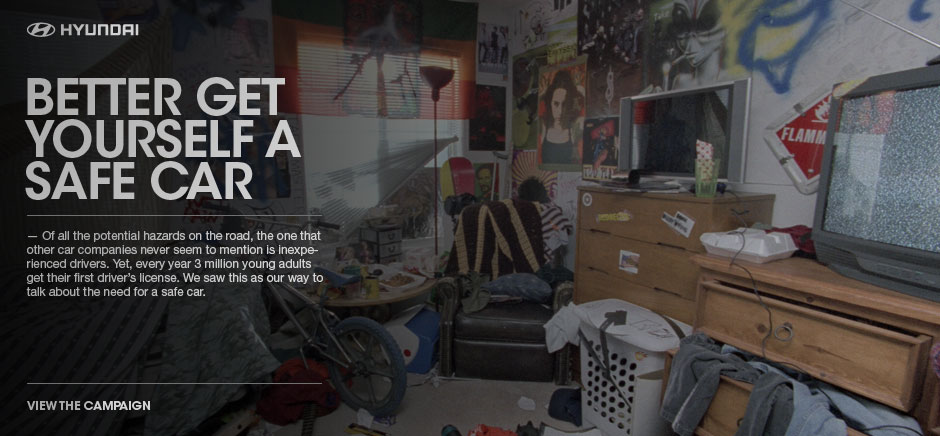 HYUNDAI
BETTER GET
YOURSELF A
SAFE CAR
— Of all the potential hazards on the road, the one that
other car companies never seem to mention is inexpe-
rienced drivers. Yet, every year 3 million young adults
get their first driver's license. We saw this as our way to
talk about the need for a safe car.
VIEW THE CAMPAIGN
FLAMM